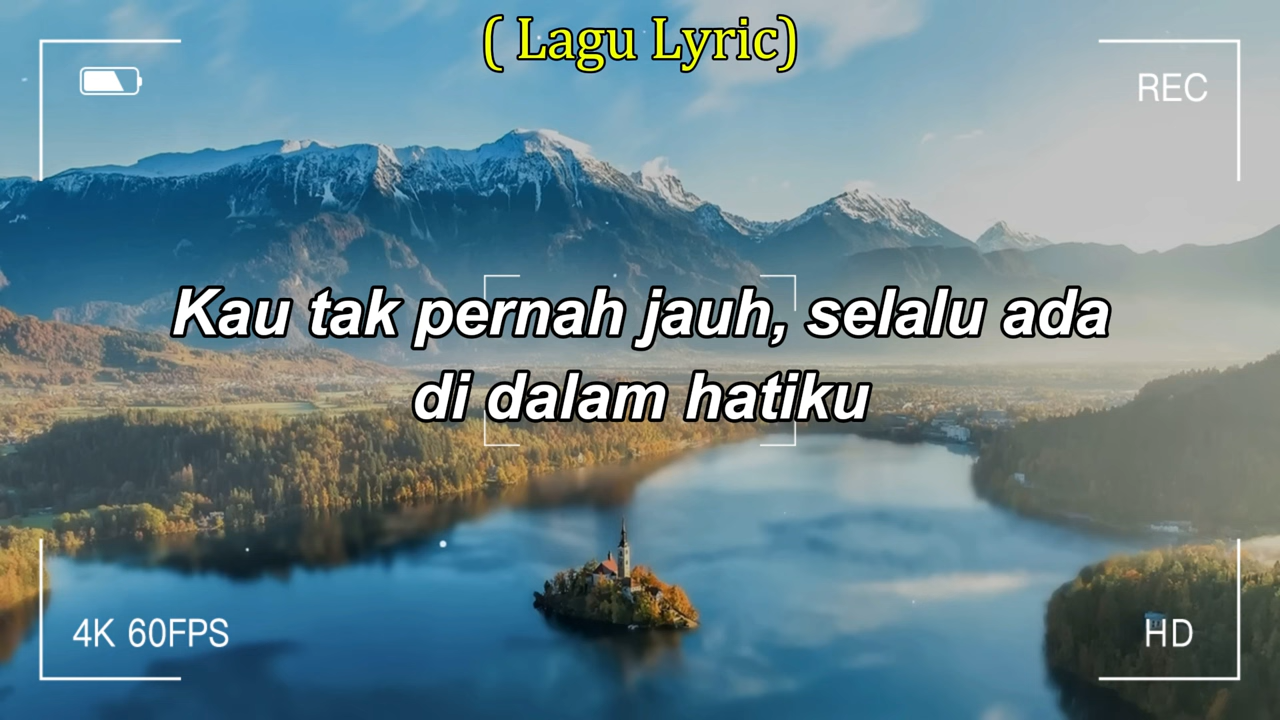 ( Lagu Lyric)
REC
Kau tak pernah jauh, selalu ada
di dalam hatiku
4K 60FPS
HD